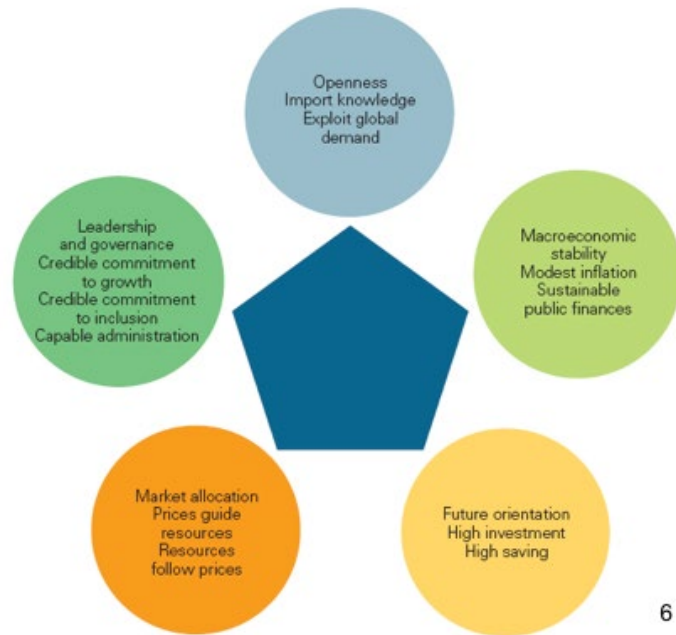 Openness
Import knowledge
Exploit global
demand
Macroeconomic
stability
Modest inflation
Sustainable
public finances
Future orientation
High investment
High saving
Market allocation
Prices guide
resources
Resources
follow prices
Leadership
and governance
Credible commitment
to growth
Credible commitment
to inclusion
Capable administration
6